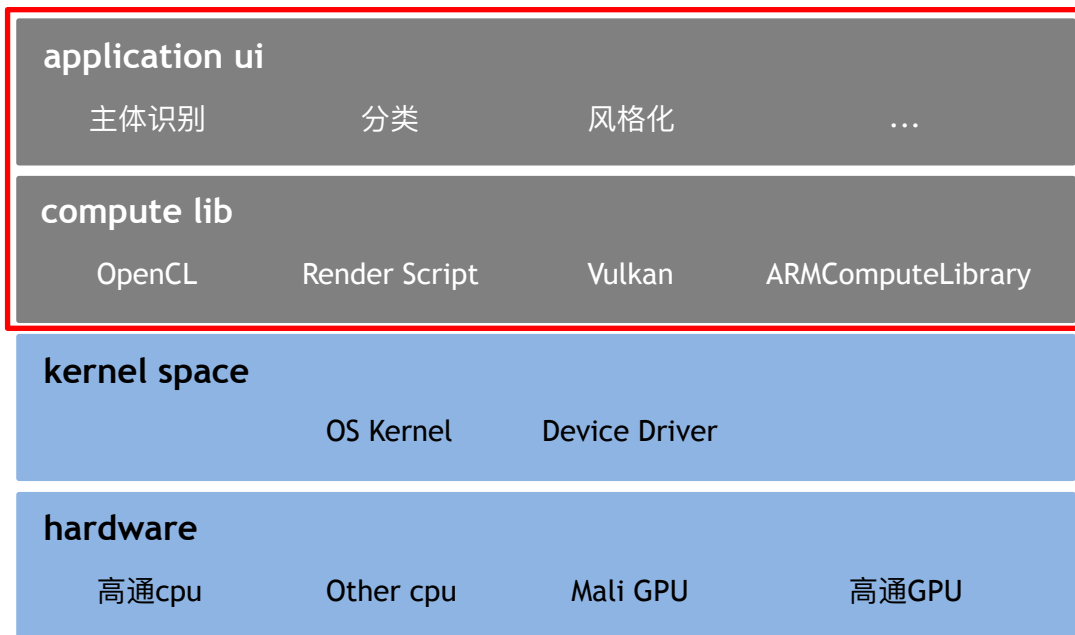 application ui
主体识别 分类 风格化 ...
compute lib
OpenCL Render Script Vulkan ARMComputeLibrary
kernel space
OS Kernel Device Driver
hardware
高通cpu Other cpu Mali GPU 高通GPU